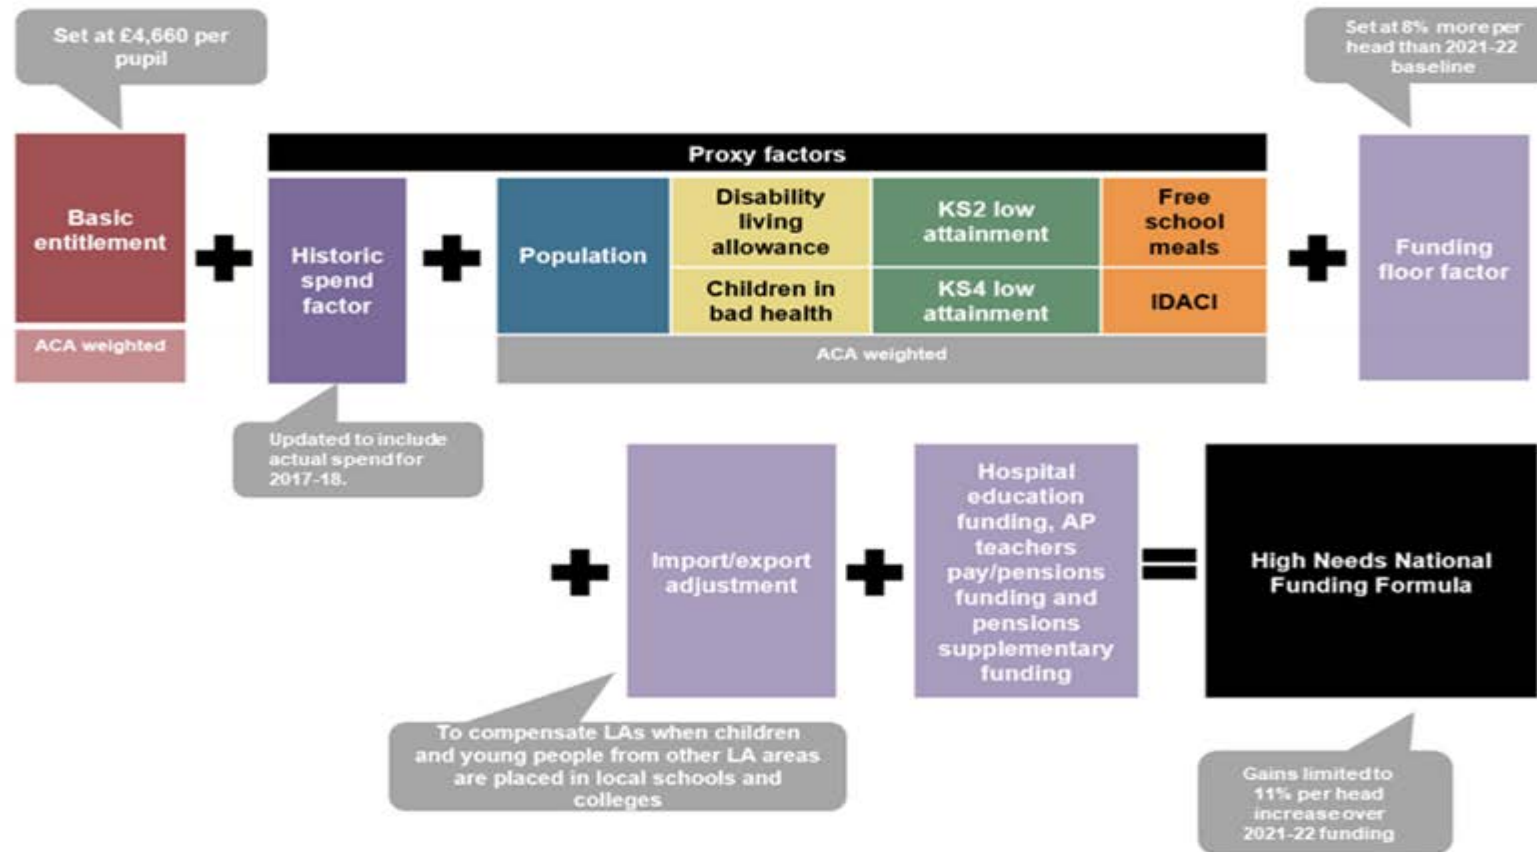 Set at £4,660 per
pupil
Set at 8% more per
head than 2021-22
baseline
Basic
entitlement
ACA weighted
Proxy factors
Historic
spend
factor
Population
Disability
living
allowance
Children in
bad health
KS2 low
attainment
KS4 low
attainment
Free
school
meals
IDACI
ACA weighted
Funding
floor factor
Updated to include
actual spend for
2017-18.
Import/export
adjustment
Hospital
education
funding, AP
teachers
pay/pensions
funding and
pensions
supplementary
funding
High Needs National
Funding Formula
To compensate LAs when children
and young people from other LA areas
are placed in local schools and
colleges
Gains limited to
11% per head
increase over
2021-22 funding